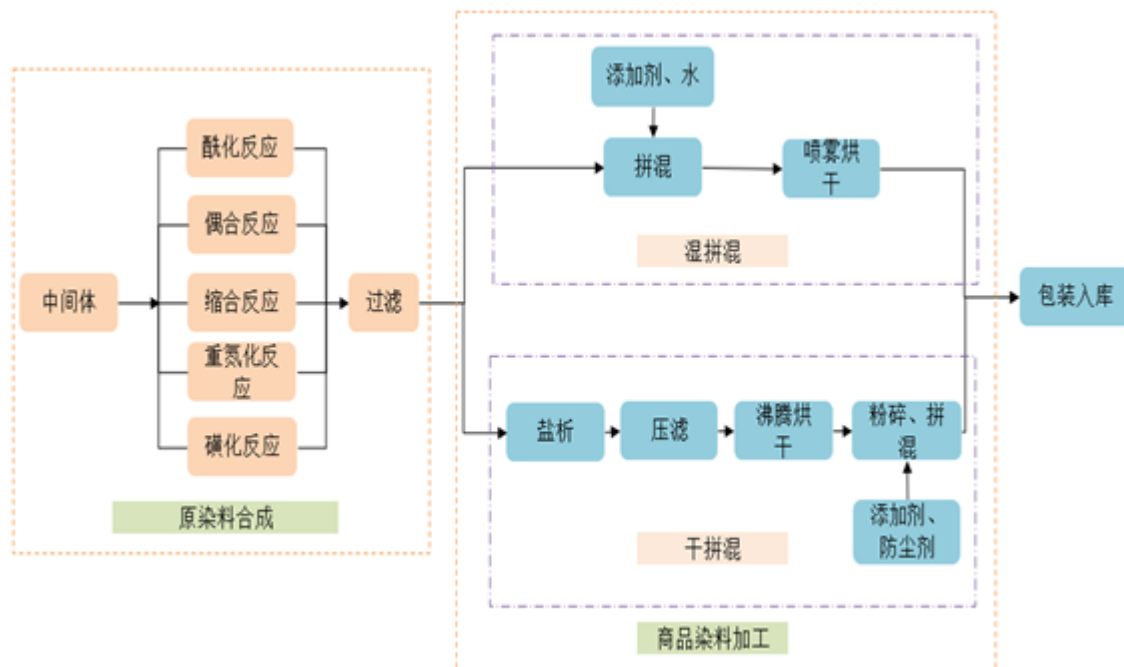 添加剂、水
酰化反应
拼混
喷雾烘
干
偶合反应
湿拼混
中间体
缩合反应
过滤
包装入库
重氮化反
应
盐析
压滤
沸腾烘
干
粉碎、拼
混
磺化反应
原染料合成
添加剂、
防尘剂
干拼混
商品染料加工